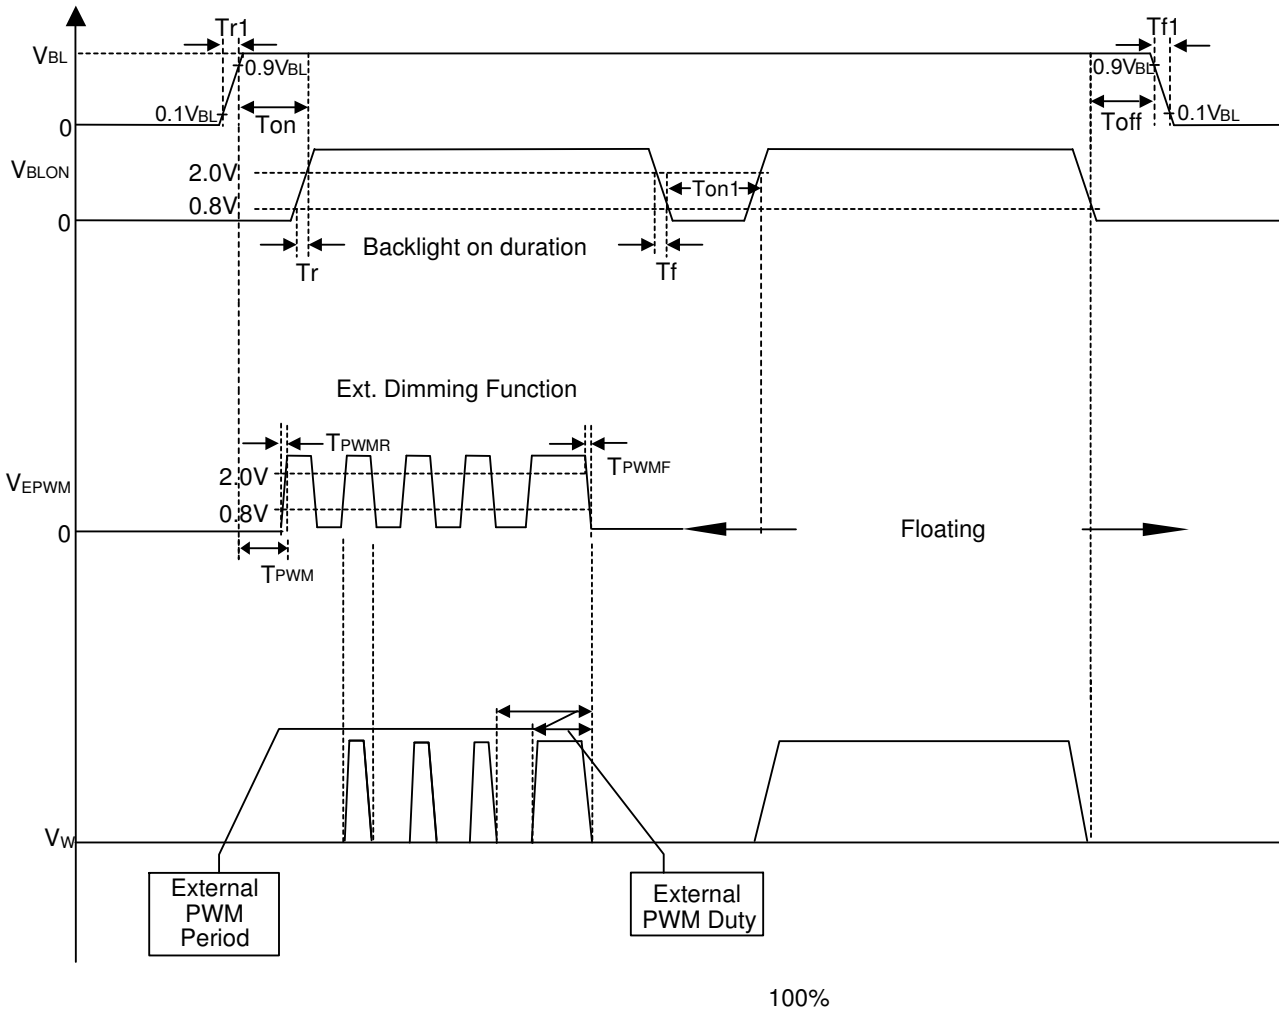 Tr1
Tf1
VBL
0.9VBL
0.9VBL
0.1VBL
Ton
Toff
0.1VBL
0
VBLON
2.0V
Ton1
0.8V
0
Backlight on duration
Tr
Tf
Ext. Dimming Function
TPWMR
TPWMF
2.0V
VEPWM
0.8V
0
Floating
TPWM
VW
External
PWM
Period
External
PWM Duty
100%